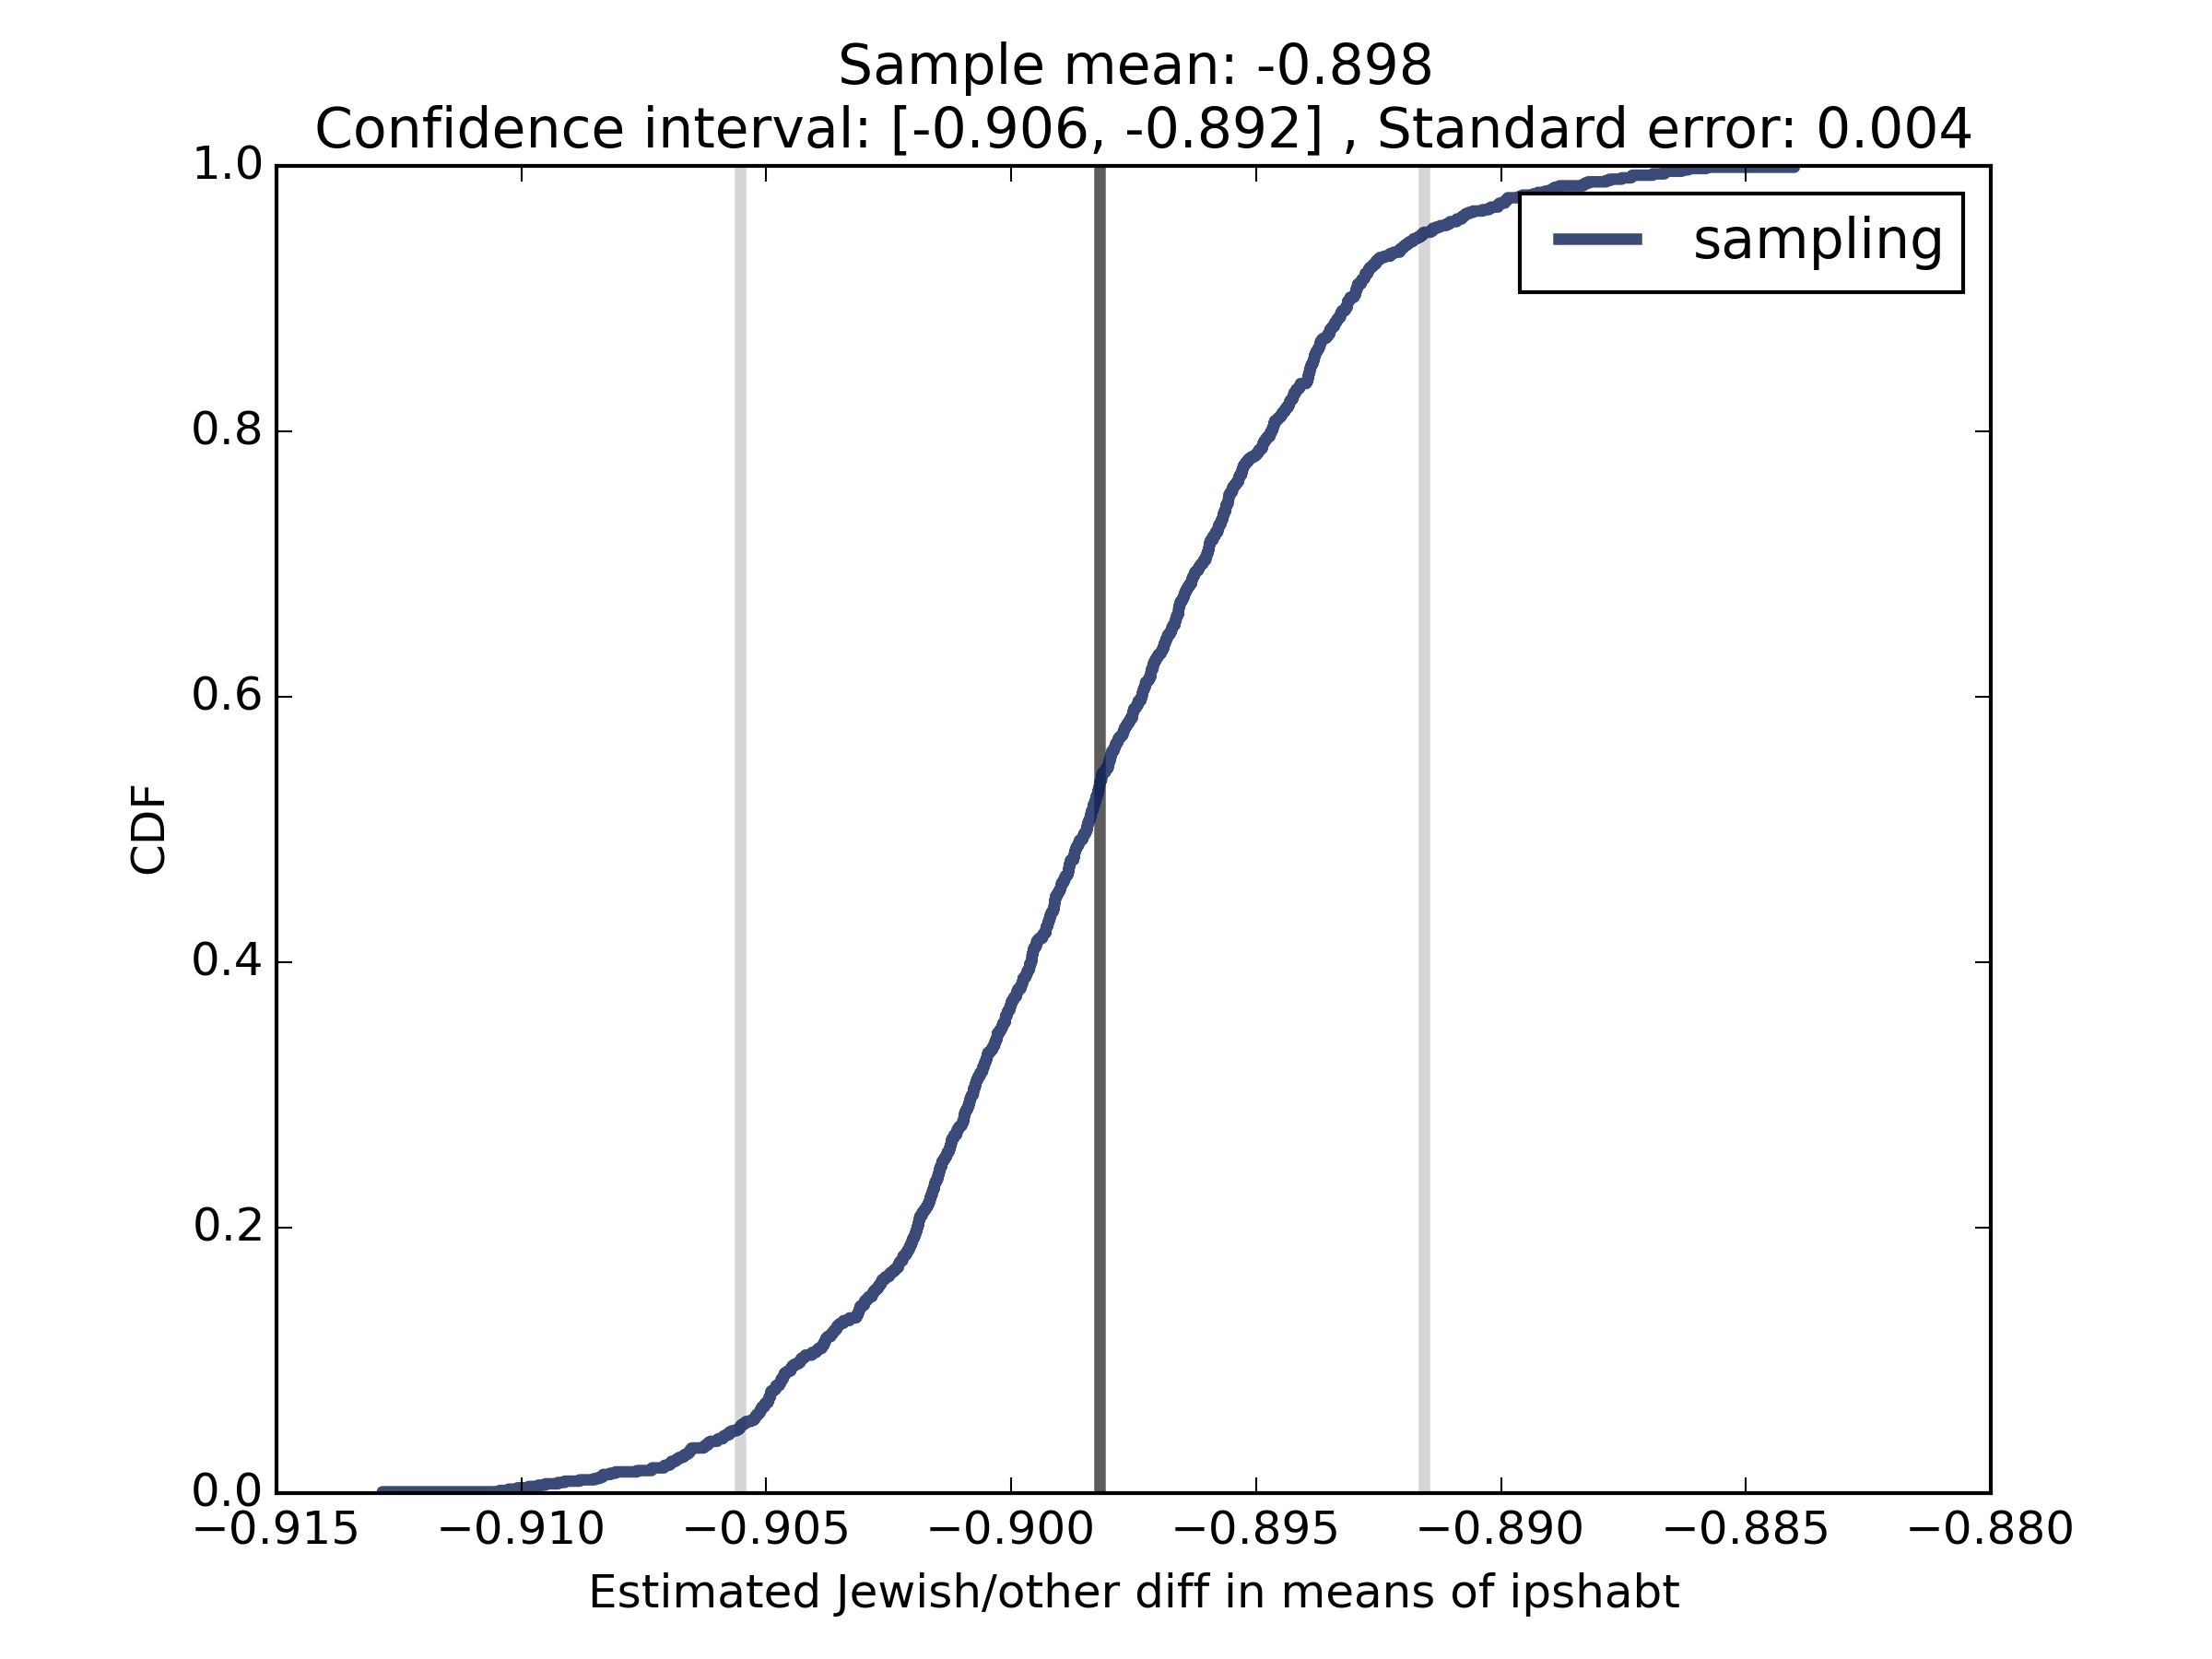 Sample mean: -0.898
Confidence interval: [-0.906, -0.892] , Standard error: 0.004
1.0
sampling
0.8
0.6
CDF
0.4
0.2
0.0
−0.915 −0.910 −0.905 −0.900 −0.895 −0.890 −0.885 −0.880
Estimated Jewish/other diff in means of ipshabt